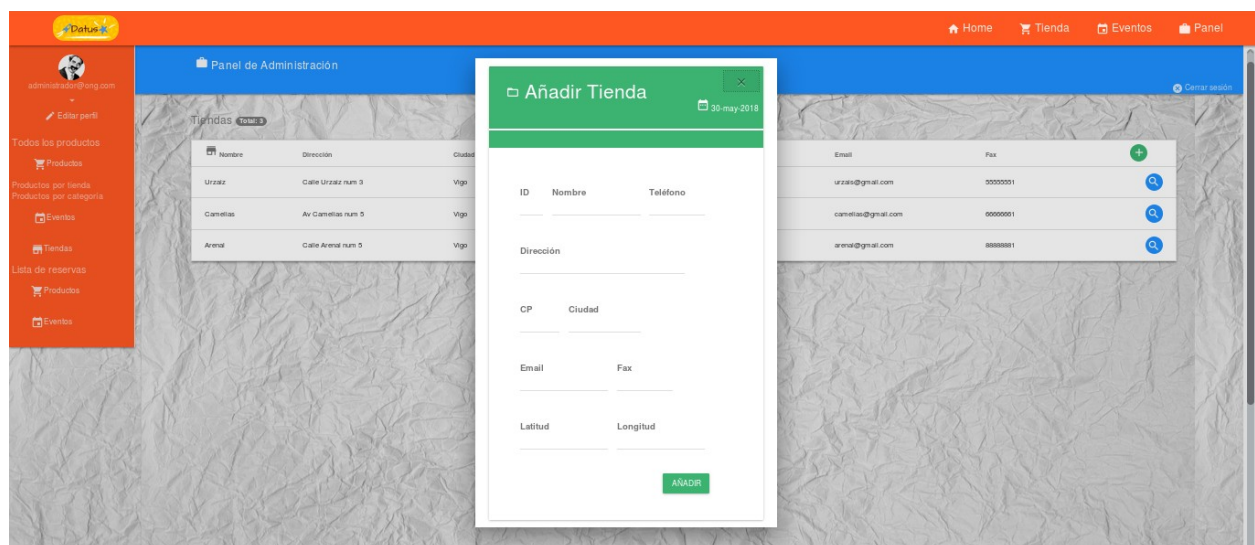 Datus
Home Tienda Eventos Panel
administrador@ong.com
Editar perfil
Todos los productos
Productos
Productos por tienda
Productos por categoría
Eventos
Tiendas
Lista de reservas
Productos
Eventos
Panel de Administración
Cerrar sesión
Tiendas Total: 3
Nombre Dirección Ciudad Email Fax
Urzaiz Calle Urzaiz num 3 Vigo urzais@gmail.com 55555551
Camelias Av Camelias num 5 Vigo camelias@gmail.com 66666661
Arenal Calle Arenal num 5 Vigo arenal@gmail.com 88888881
Añadir Tienda
30-may-2018
ID Nombre Teléfono
Dirección
CP Ciudad
Email Fax
Latitud Longitud
AÑADIR